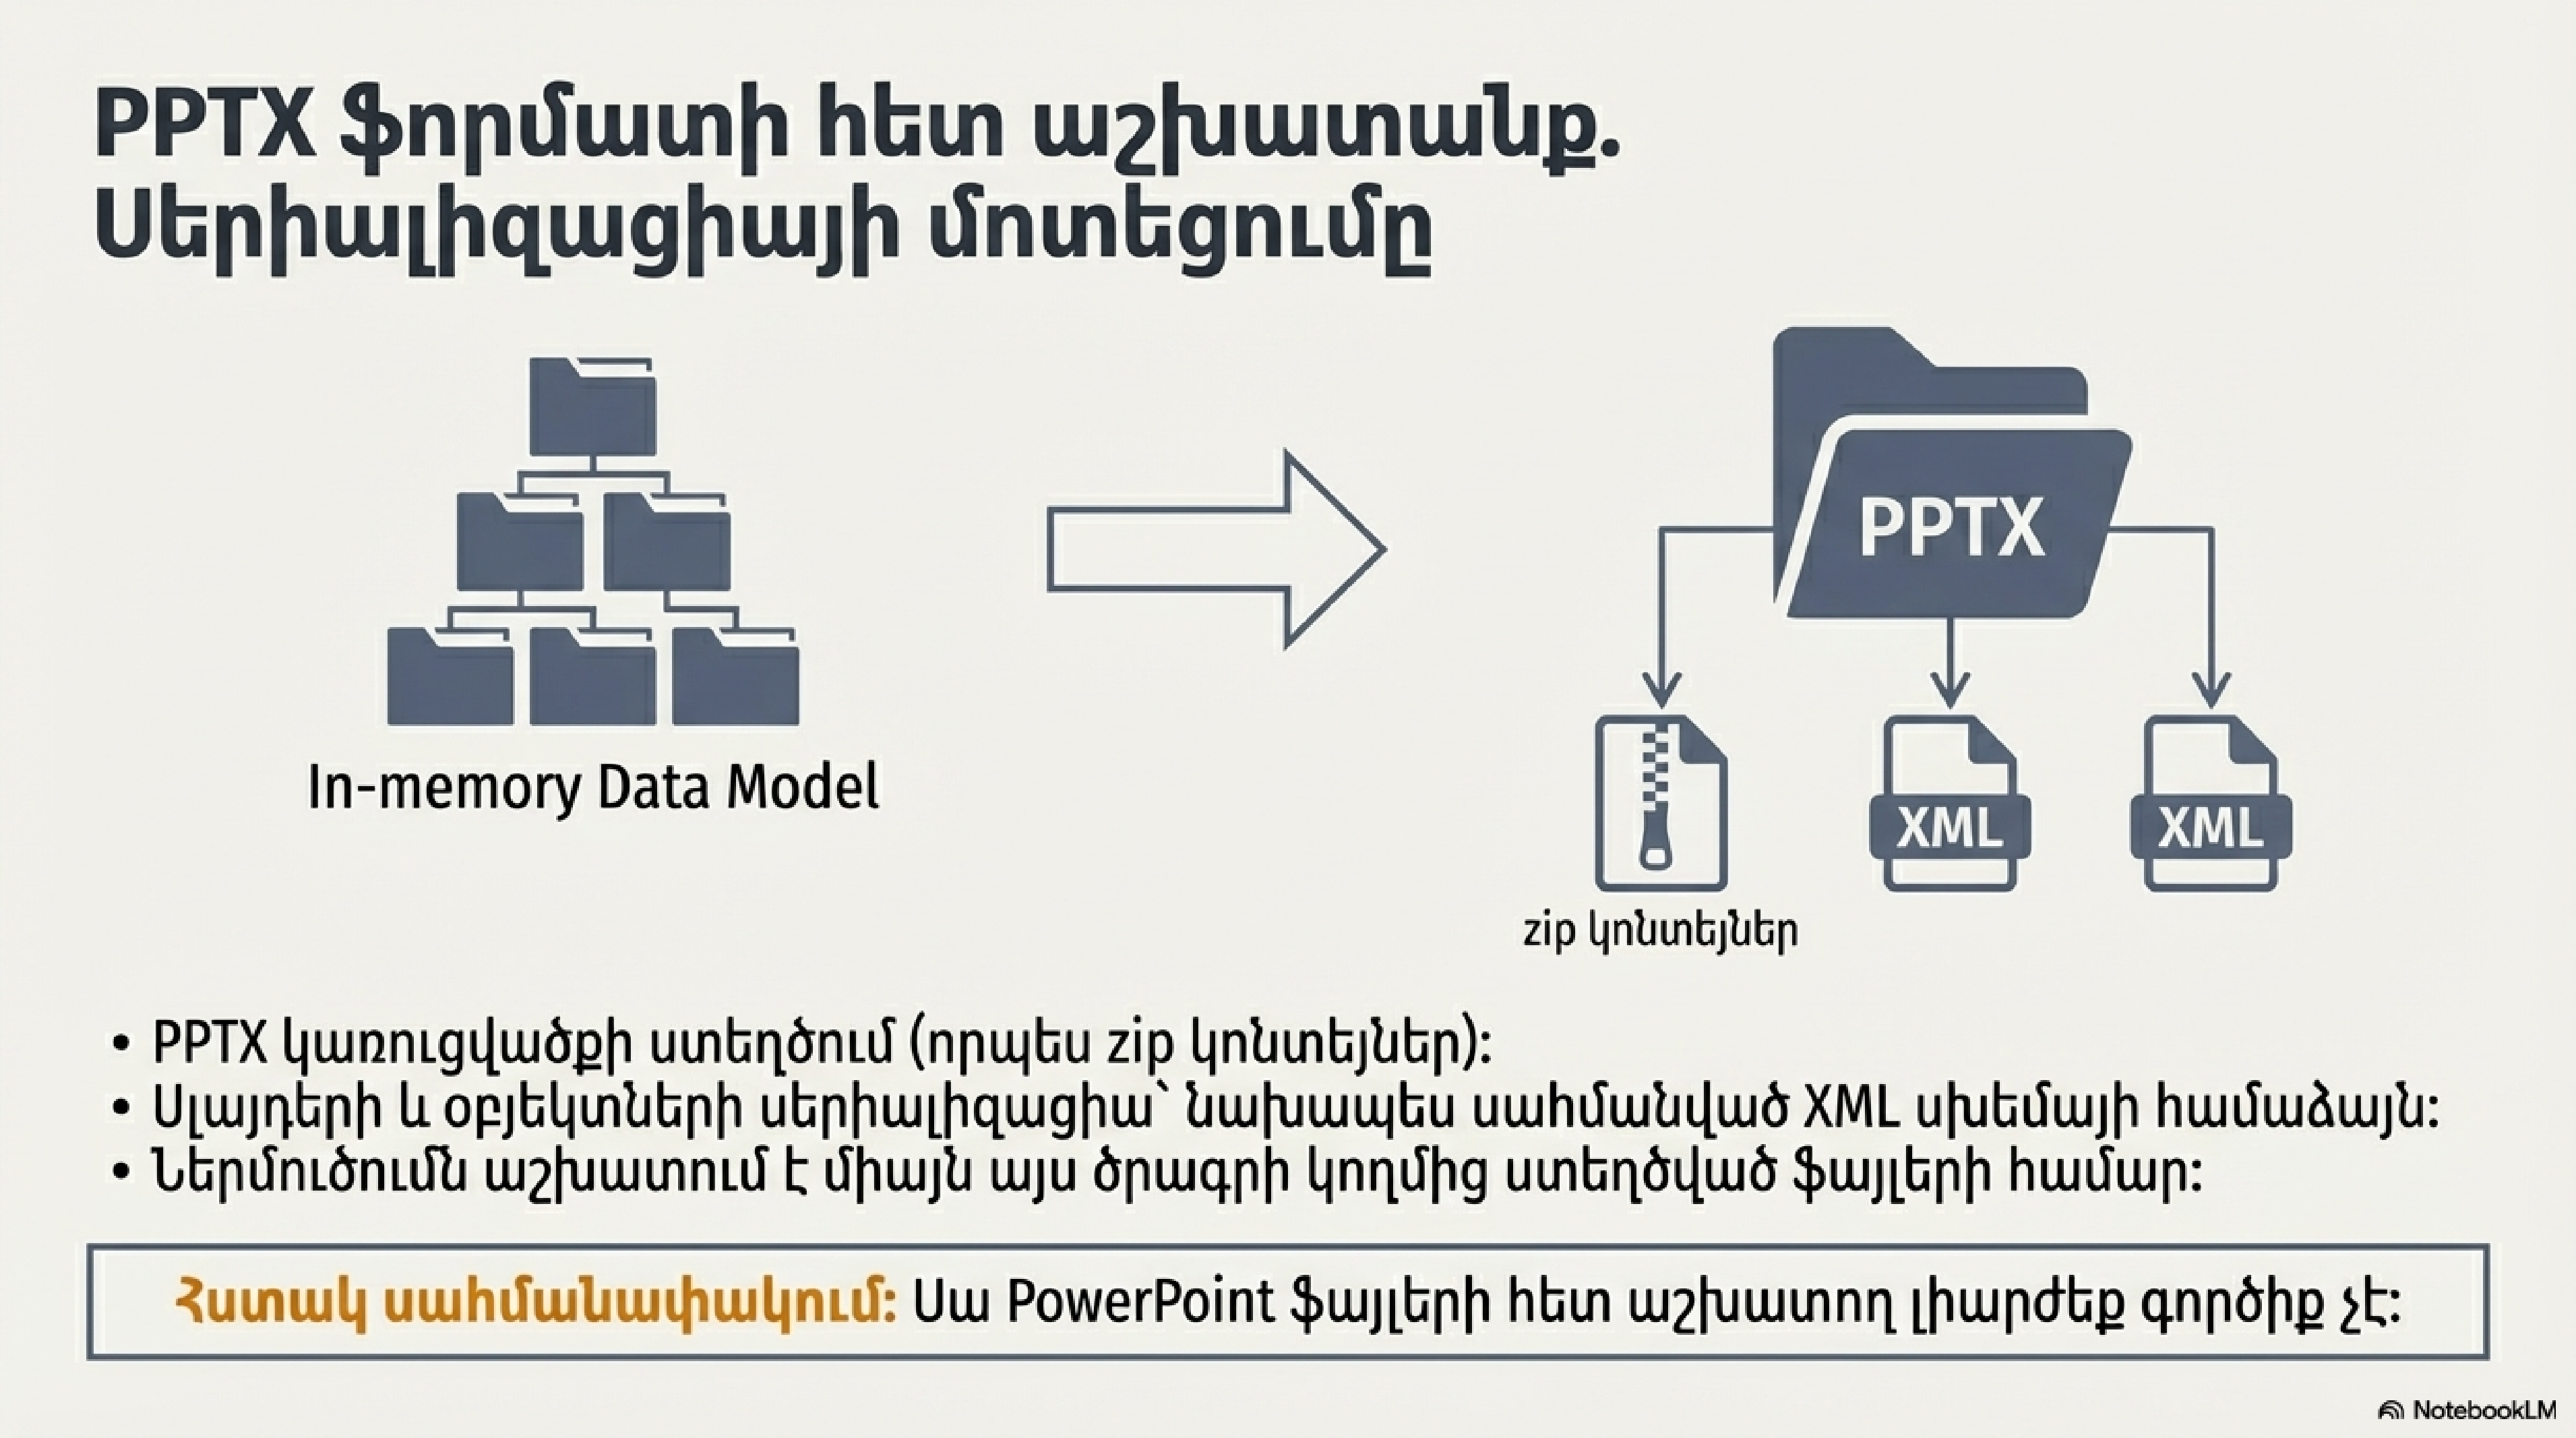 PPTX ֆորմատի հետ աշխատանք.
Սերիալիզացիայի մոտեցումը
PPTX
In-memory Data Model
XML
XML
zip կոնտեյներ
• PPTX կառուցվածքի ստեղծում (որպես zip կոնտեյներ):
• Սլայդերի և օբյեկտների սերիալիզացիա՝ նախապես սահմանված XML սխեմայի համաձայն:
• Ներմուծումն աշխատում է միայն այս ծրագրի կողմից ստեղծված ֆայլերի համար:
Հստակ սահմանափակում: Սա PowerPoint ֆայլերի հետ աշխատող լիարժեք գործիք չէ:
NotebookLM